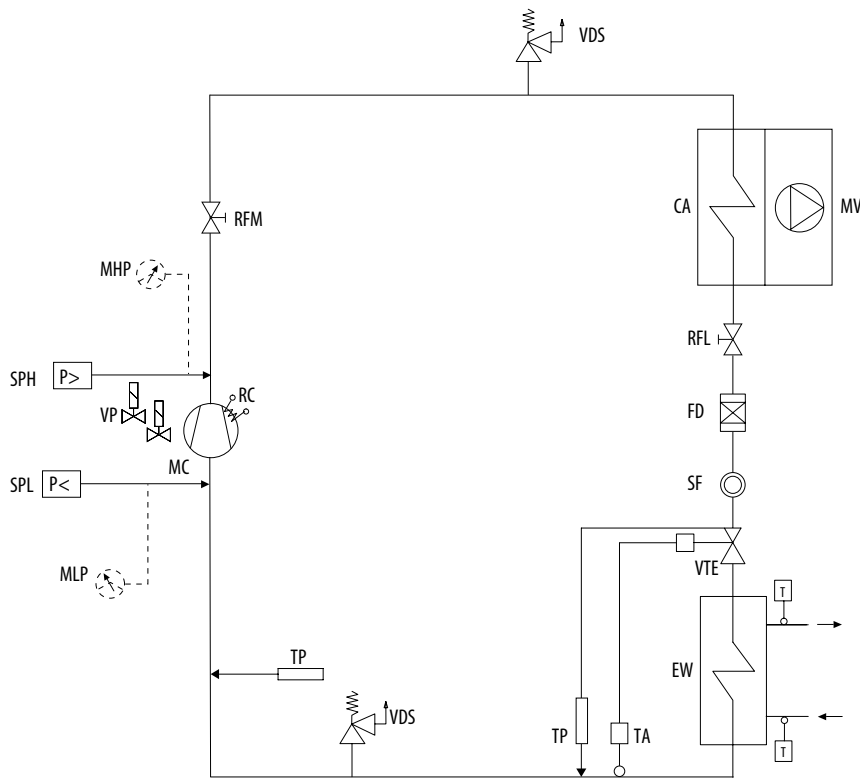 VDS
CA
MV
RFM
MHP
RFL
SPH
P>
RC
VP
FD
MC
SPL
P<
SF
VTE
MLP
T
TP
EW
VDS
TP
TA
T